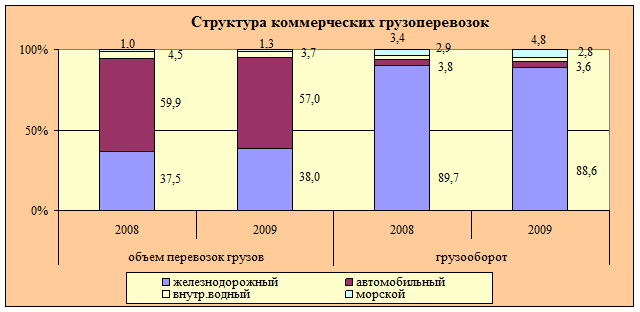 Структура коммерческих грузоперевозок
1,0 1,3 3,4 4,8
100% 4,5 3,7 2,9 2,8
3,8 3,6
59,9 57,0
50%
37,5 38,0 89,7 88,6
0%
2008 2009 2008 2009
объем перевозок грузов грузооборот
железнодорожный автомобильный
внутр.водный морской